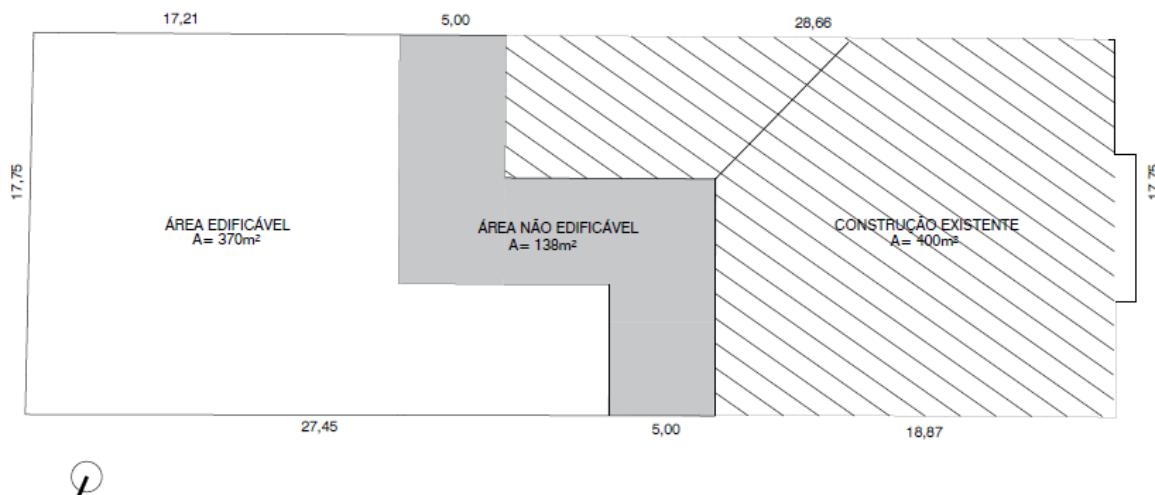 17,21
5,00
28,66
17,75
17,75
ÁREA EDIFICÁVEL
A= 370m²
ÁREA NÃO EDIFICÁVEL
A= 138m²
CONSTRUÇÃO EXISTENTE
A= 400m²
27,45
5,00
18,87